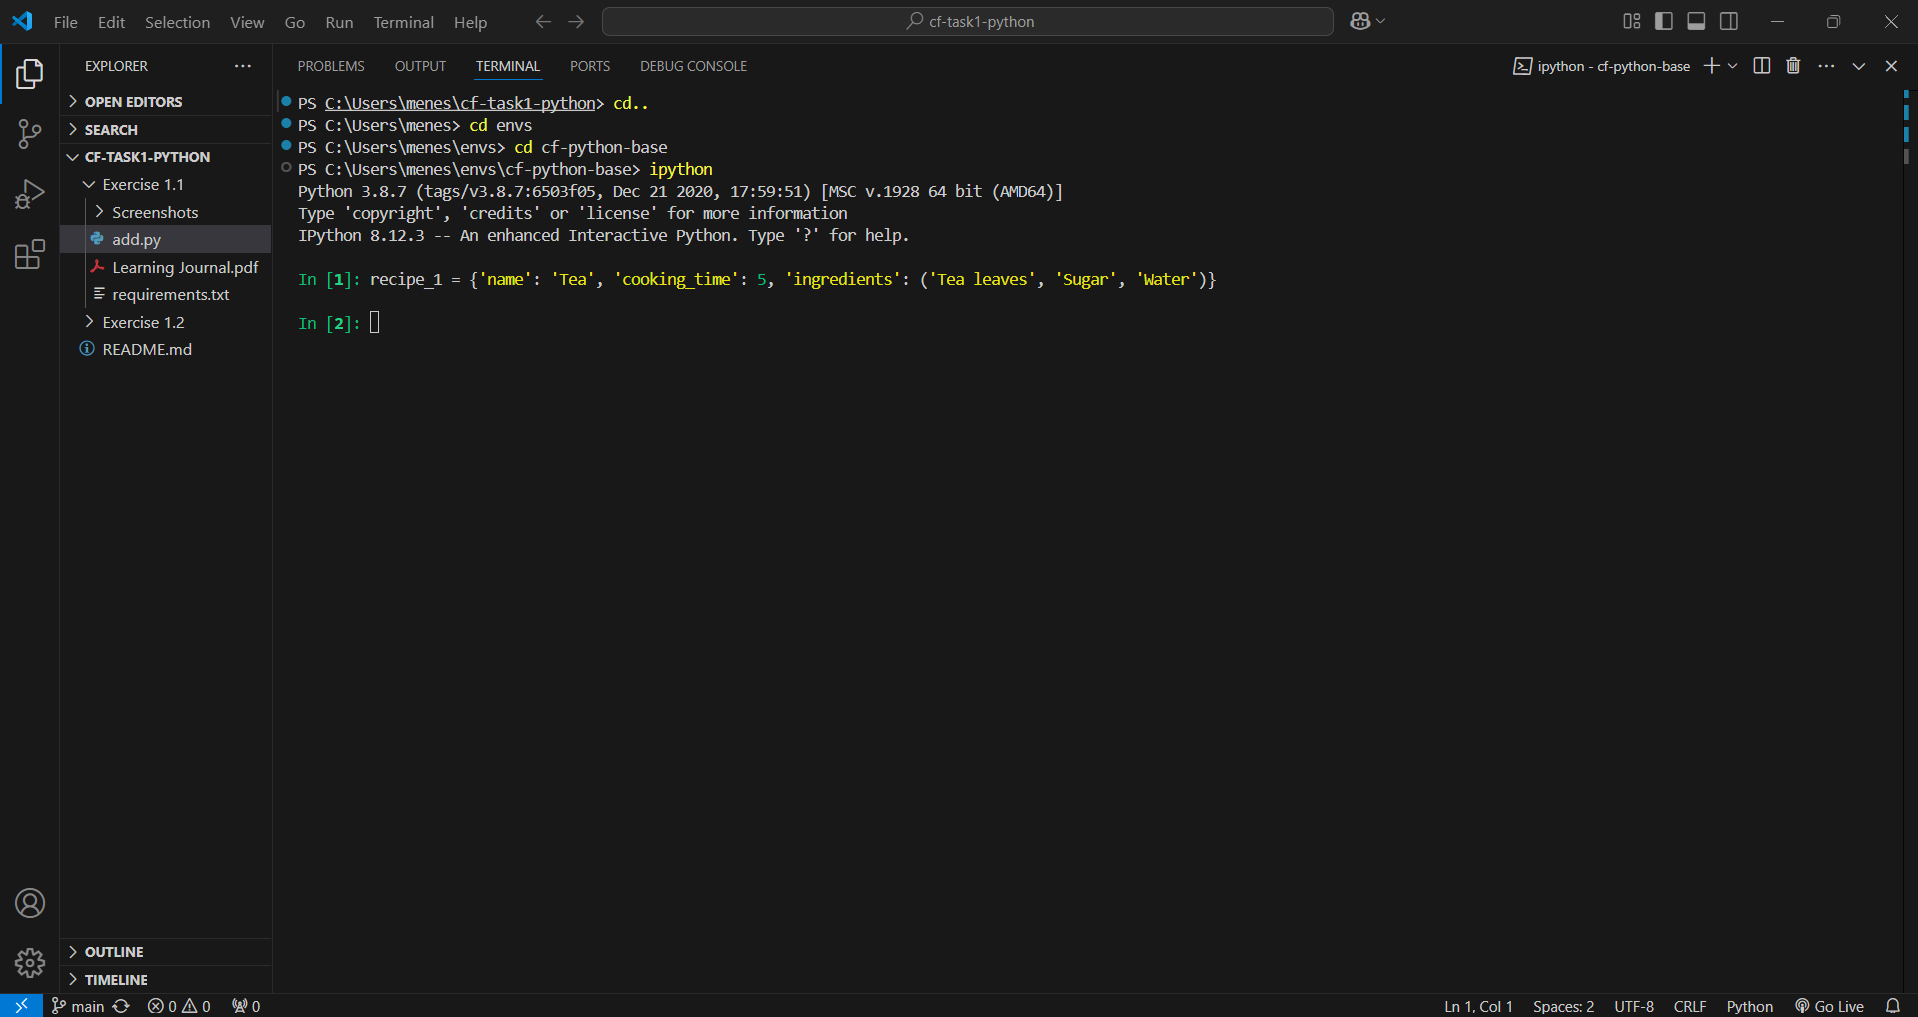 File Edit Selection View Go Run Terminal Help
cf-task1-python
EXPLORER
OPEN EDITORS
SEARCH
CF-TASK1-PYTHON
Exercise 1.1
Screenshots
add.py
Learning Journal.pdf
requirements.txt
Exercise 1.2
README.md
OUTLINE
TIMELINE
PROBLEMS OUTPUT TERMINAL PORTS DEBUG CONSOLE
ipython - cf-python-base
PS C:\Users\menes\cf-task1-python> cd..
PS C:\Users\menes> cd envs
PS C:\Users\menes\envs> cd cf-python-base
PS C:\Users\menes\envs\cf-python-base> ipython
Python 3.8.7 (tags/v3.8.7:6503f05, Dec 21 2020, 17:59:51) [MSC v.1928 64 bit (AMD64)]
Type 'copyright', 'credits' or 'license' for more information
IPython 8.12.3 -- An enhanced Interactive Python. Type '?' for help.
In [1]: recipe_1 = {'name': 'Tea', 'cooking_time': 5, 'ingredients': ('Tea leaves', 'Sugar', 'Water')}
In [2]:
main 0 0 0
Ln 1, Col 1 Spaces: 2 UTF-8 CRLF Python Go Live